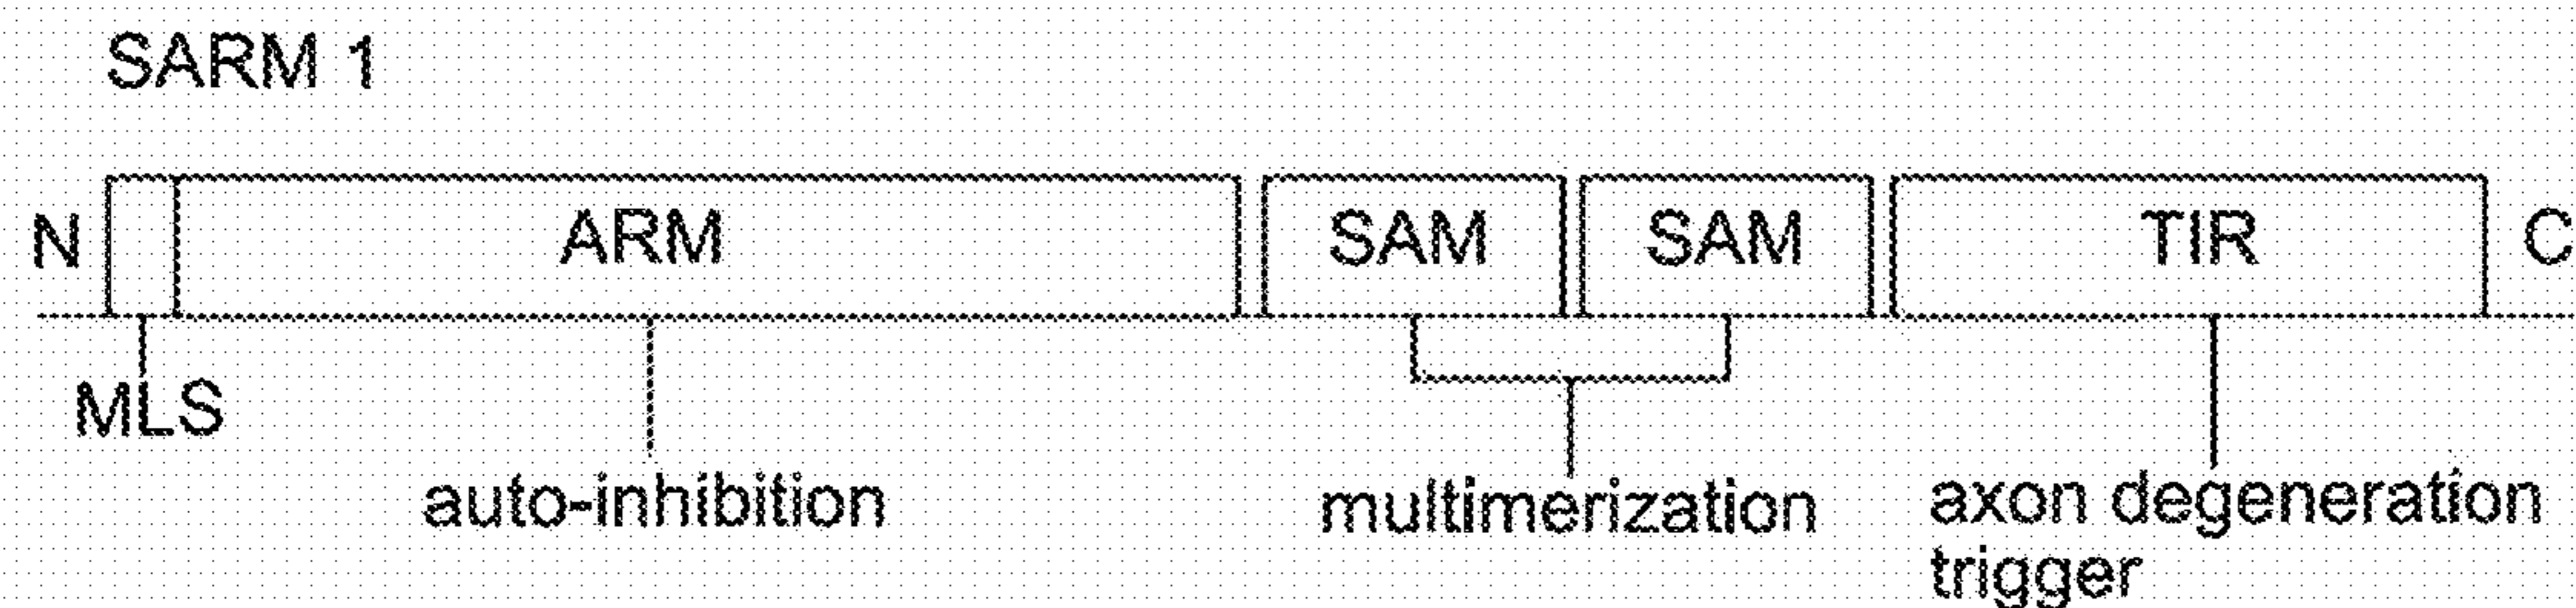 SARM 1
N ARM SAM SAM TIR C
MLS
auto-inhibition multimerization axon degeneration
trigger